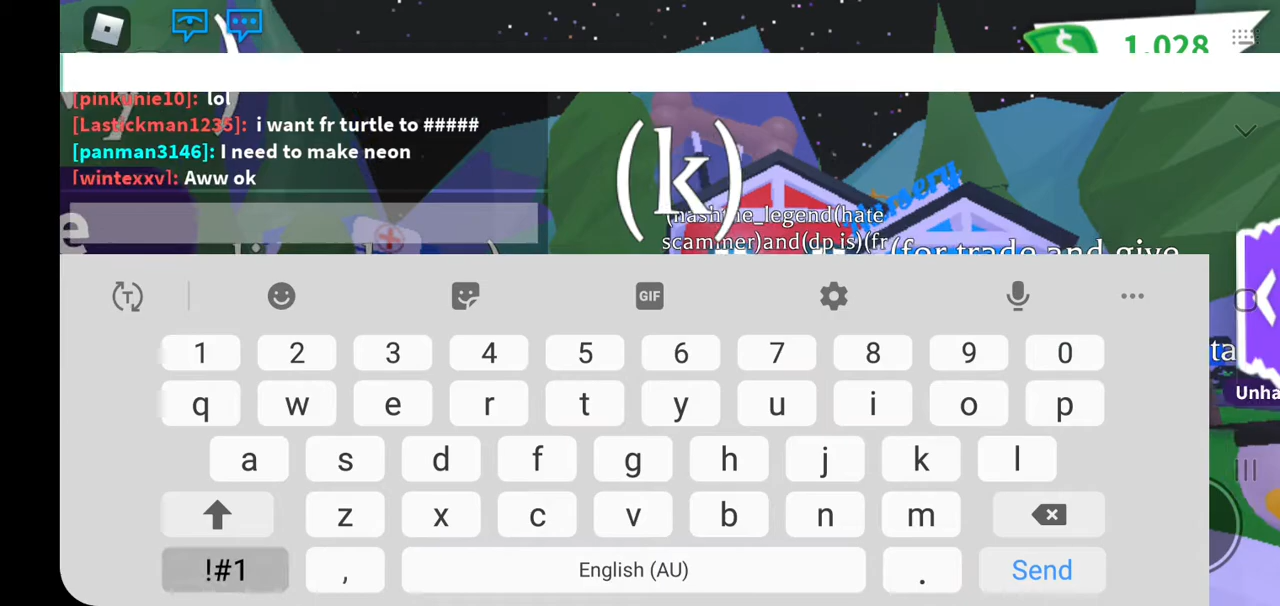 1,028
[pinkunie10]: lol
[Lastickman1235]: i want fr turtle to #####
[panman3146]: I need to make neon
[wintexxv]: Aww ok
(k)
Nursery
scammer)and(dp is)(fr
(for trade and give
GIF
1 2 3 4 5 6 7 8 9 0
q w e r t y u i o p
a s d f g h j k l
z x c v b n m
!#1 , English (AU) . Send